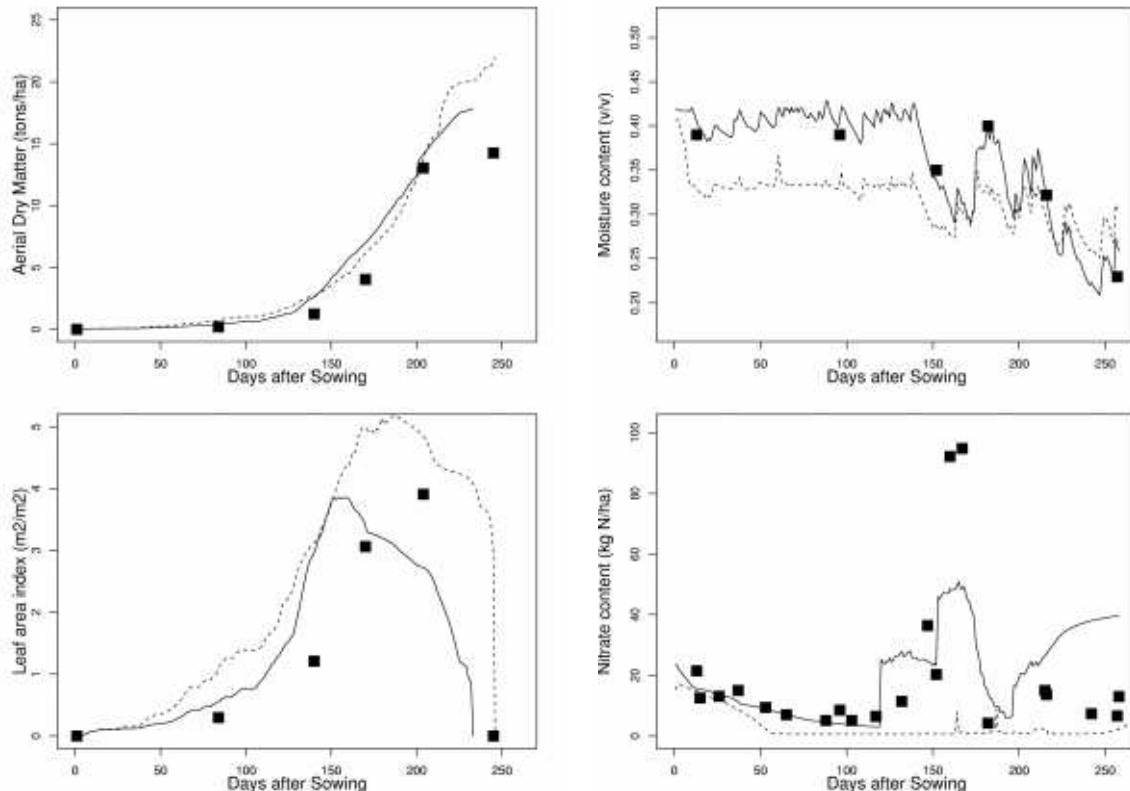 25
20
15
10
5
0
Aerial Dry Matter (tons/ha)
0 50 100 150 200 250
Days after Sowing
0.50
0.45
0.40
0.35
0.30
0.25
0.20
Moisture content (v/v)
0 50 100 150 200 250
Days after Sowing
5
4
3
2
1
0
Leaf area index (m2/m2)
0 50 100 150 200 250
Days after Sowing
100
80
60
40
20
0
Nitrate content (kg N/ha)
0 50 100 150 200 250
Days after Sowing